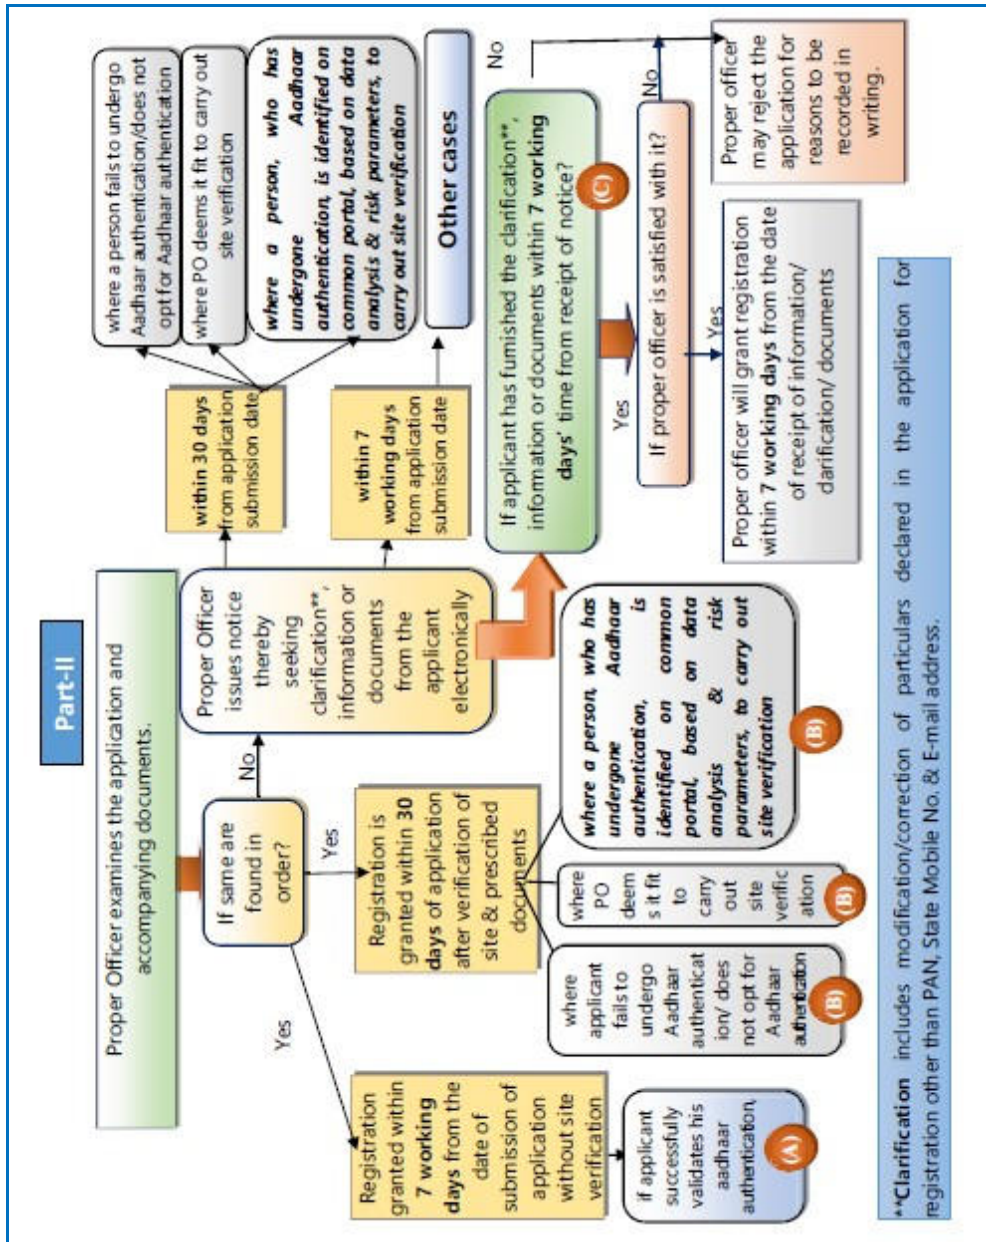 Part-II
Proper Officer examines the application and
accompanying documents.
If same are
found in
order?
Yes
Yes
No
Registration
granted within
7 working
days from the
date of
submission of
application
without site
verification
if applicant
successfully
validates his
aadhaar
authentication,
(A)
Registration is
granted within 30
days of application
after verification of
site & prescribed
documents
where
applicant
fails to
undergo
Aadhaar
authenticat
ion/ does
not opt for
Aadhaar
authentication
(B)
where
PO
deem
s it fit
to
carry
out
site
verific
ation
(B)
where a person, who has
undergone Aadhar
authentication, is
identified on common
portal, based on data
analysis & risk
parameters, to carry out
site verification
(B)
Proper Officer
issues notice
thereby
seeking
clarification**,
information or
documents
from the
applicant
electronically
within 30 days
from application
submission date
where a person fails to undergo
Aadhaar authentication/does not
opt for Aadhaar authentication
where PO deems it fit to carry out
site verification
where a person, who has
undergone Aadhaar
authentication, is identified on
common portal, based on data
analysis & risk parameters, to
carry out site verification
within 7
working days
from application
submission date
Other cases
If applicant has furnished the clarification**,
information or documents within 7 working
days' time from receipt of notice?
(C)
Yes
No
If proper officer is satisfied with it?
No
Yes
Proper officer will grant registration
within 7 working days from the date
of receipt of information/
clarification/ documents
Proper officer
may reject the
application for
reasons to be
recorded in
writing.
**Clarification includes modification/correction of particulars declared in the application for
registration other than PAN, State Mobile No. & E-mail address.